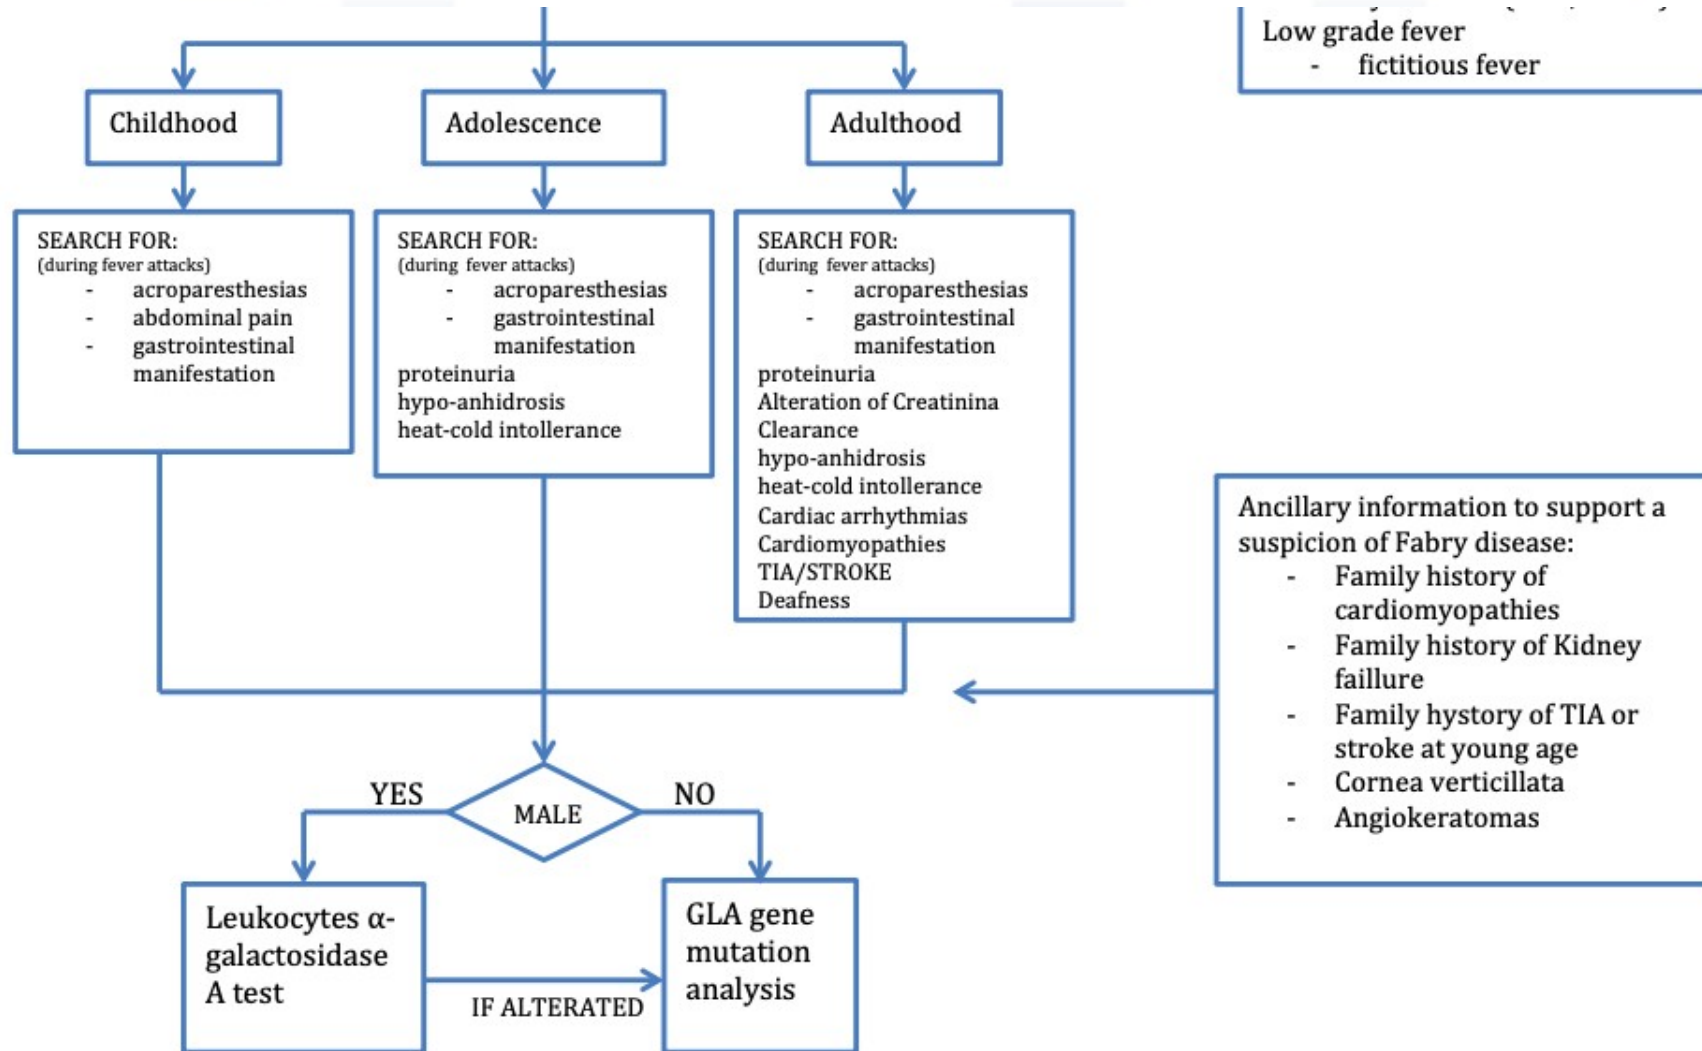 Low grade fever
- fictitious fever
Childhood
Adolescence
Adulthood
SEARCH FOR:
(during fever attacks)
- acroparesthesias
- abdominal pain
- gastrointestinal
manifestation
SEARCH FOR:
(during fever attacks)
- acroparesthesias
- gastrointestinal
manifestation
proteinuria
hypo-anhidrosis
heat-cold intollerance
SEARCH FOR:
(during fever attacks)
- acroparesthesias
- gastrointestinal
manifestation
proteinuria
Alteration of Creatinina
Clearance
hypo-anhidrosis
heat-cold intollerance
Cardiac arrhythmias
Cardiomyopathies
TIA/STROKE
Deafness
Ancillary information to support a
suspicion of Fabry disease:
- Family history of
cardiomyopathies
- Family history of Kidney
faillure
- Family hystory of TIA or
stroke at young age
- Cornea verticillata
- Angiokeratomas
YES
MALE
NO
Leukocytes α-
galactosidase
A test
IF ALTERATED
GLA gene
mutation
analysis